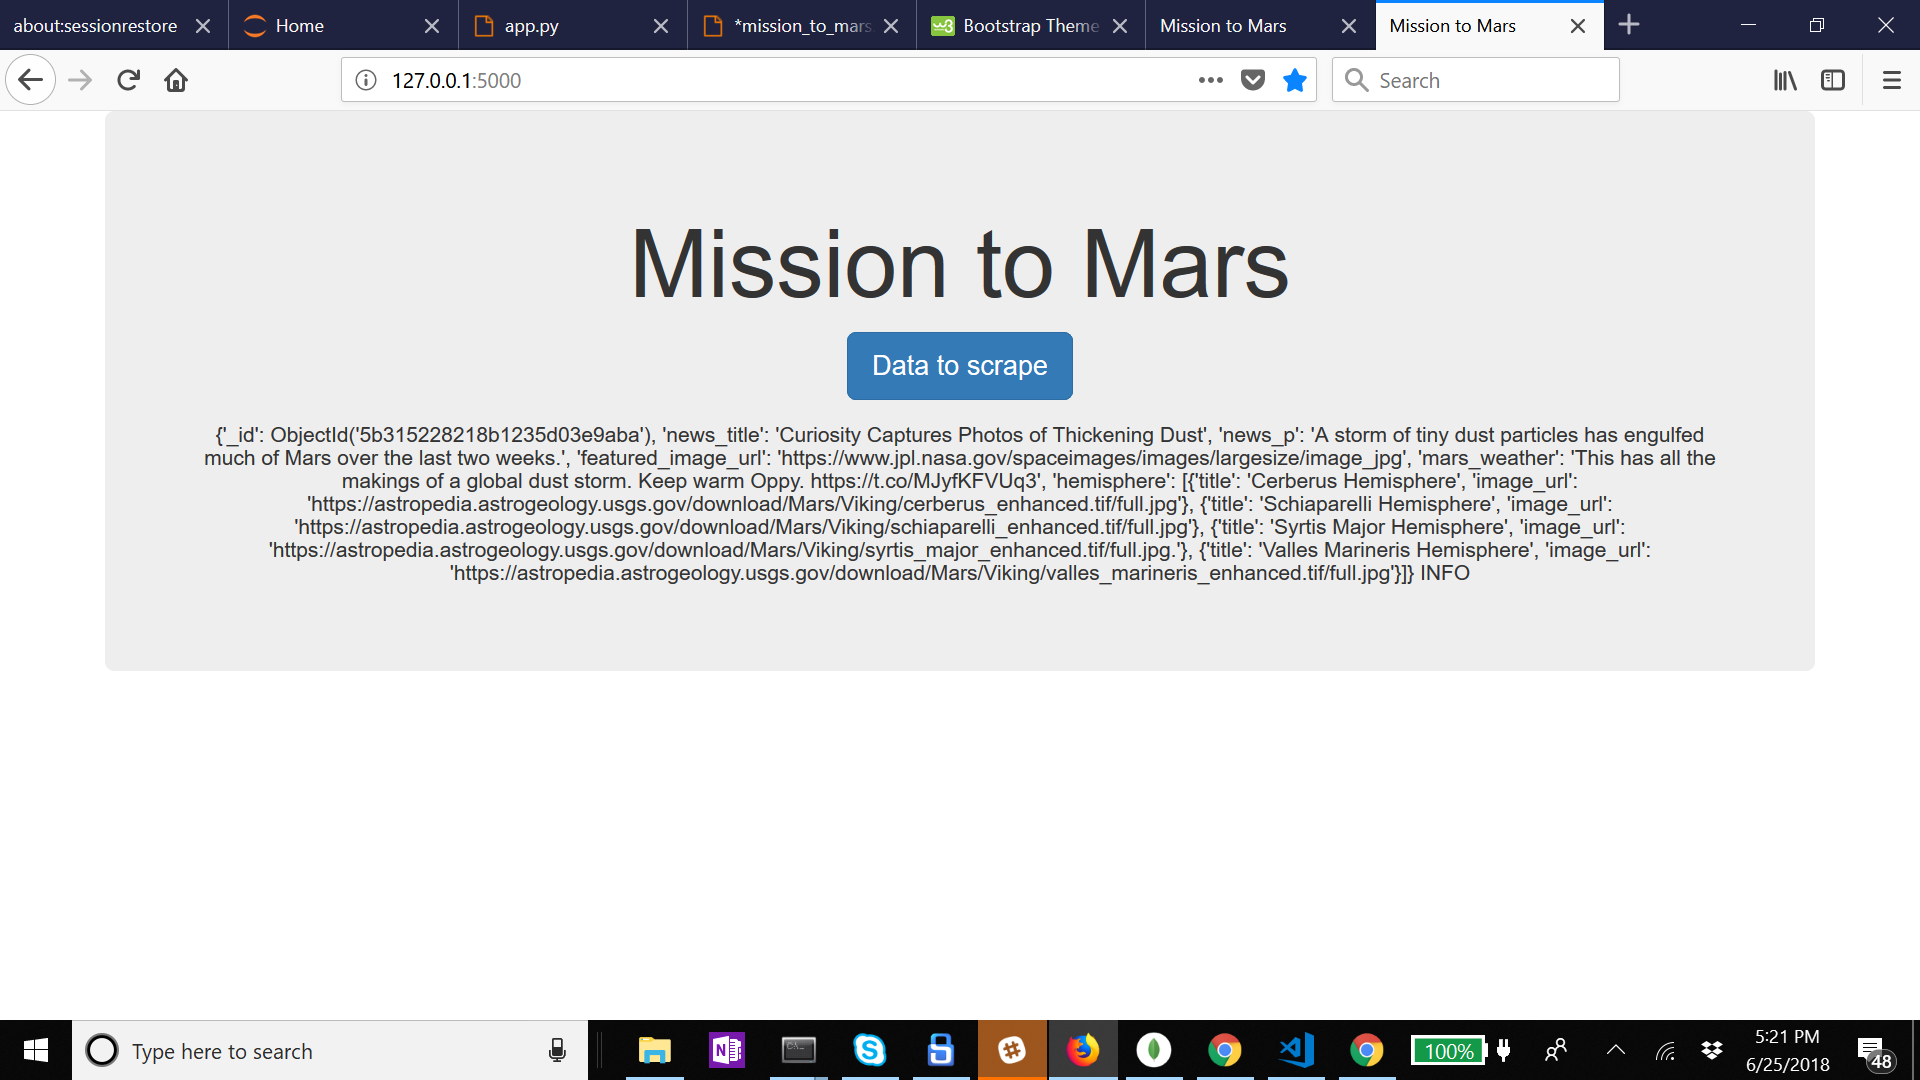 about:sessionrestore
Home
app.py
*mission_to_mars.
Bootstrap Theme
Mission to Mars
Mission to Mars
127.0.0.1:5000
Search
Mission to Mars
Data to scrape
{'_id': ObjectId('5b315228218b1235d03e9aba'), 'news_title': 'Curiosity Captures Photos of Thickening Dust', 'news_p': 'A storm of tiny dust particles has engulfed
much of Mars over the last two weeks.', 'featured_image_url': 'https://www.jpl.nasa.gov/spaceimages/images/largesize/image_jpg', 'mars_weather': 'This has all the
makings of a global dust storm. Keep warm Oppy. https://t.co/MJyfKFVUq3', 'hemisphere': [{'title': 'Cerberus Hemisphere', 'image_url':
'https://astropedia.astrogeology.usgs.gov/download/Mars/Viking/cerberus_enhanced.tif/full.jpg'}, {'title': 'Schiaparelli Hemisphere', 'image_url':
'https://astropedia.astrogeology.usgs.gov/download/Mars/Viking/schiaparelli_enhanced.tif/full.jpg'}, {'title': 'Syrtis Major Hemisphere', 'image_url':
'https://astropedia.astrogeology.usgs.gov/download/Mars/Viking/syrtis_major_enhanced.tif/full.jpg.'}, {'title': 'Valles Marineris Hemisphere', 'image_url':
'https://astropedia.astrogeology.usgs.gov/download/Mars/Viking/valles_marineris_enhanced.tif/full.jpg'}]} INFO
Type here to search
100%
5:21 PM
6/25/2018
48